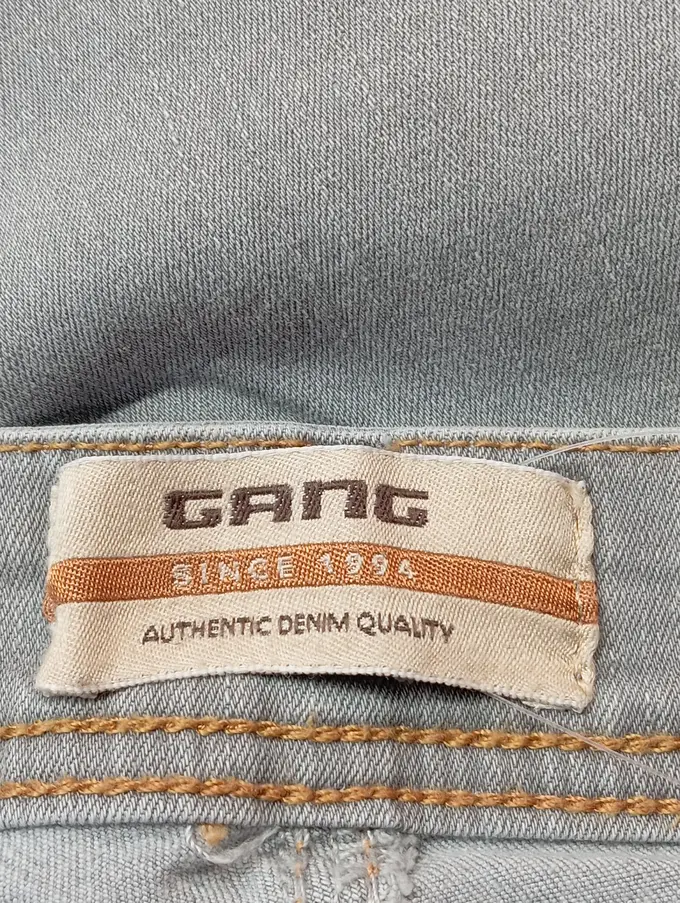 GANG
SINCE 1994
AUTHENTIC DENIM QUALITY